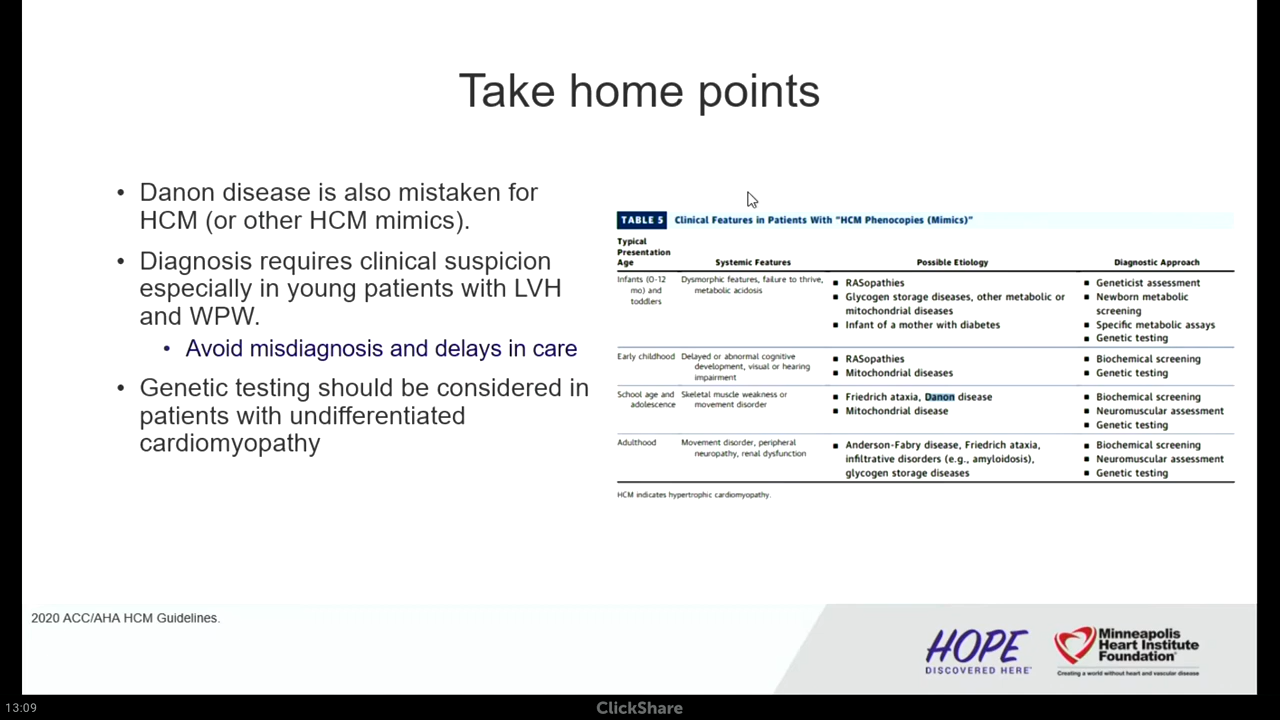 Take home points
• Danon disease is also mistaken for
HCM (or other HCM mimics).
• Diagnosis requires clinical suspicion
especially in young patients with LVH
and WPW.
• Avoid misdiagnosis and delays in care
• Genetic testing should be considered in
patients with undifferentiated
cardiomyopathy
TABLE 5 Clinical Features in Patients With "HCM Phenocopies (Mimics)"
Typical
Presentation
Age Systemic Features Possible Etiology Diagnostic Approach
Infants (0-12
mo) and
toddlers
Dysmorphic features, failure to thrive,
metabolic acidosis
▪ RASopathies
▪ Glycogen storage diseases, other metabolic or
mitochondrial diseases
▪ Infant of a mother with diabetes
▪ Geneticist assessment
▪ Newborn metabolic
screening
▪ Specific metabolic assays
▪ Genetic testing
Early childhood
Delayed or abnormal cognitive
development, visual or hearing
impairment
▪ RASopathies
▪ Mitochondrial diseases
▪ Biochemical screening
▪ Genetic testing
School age and
adolescence
Skeletal muscle weakness or
movement disorder
▪ Friedrich ataxia, Danon disease
▪ Mitochondrial disease
▪ Biochemical screening
▪ Neuromuscular assessment
▪ Genetic testing
Adulthood
Movement disorder, peripheral
neuropathy, renal dysfunction
▪ Anderson-Fabry disease, Friedrich ataxia,
infiltrative disorders (e.g., amyloidosis),
glycogen storage diseases
▪ Biochemical screening
▪ Neuromuscular assessment
▪ Genetic testing
HCM indicates hypertrophic cardiomyopathy.
2020 ACC/AHA HCM Guidelines.
HOPE
DISCOVERED HERE™
Minneapolis
Heart Institute
Foundation
Creating a world without heart and vascular disease
13:09
ClickShare